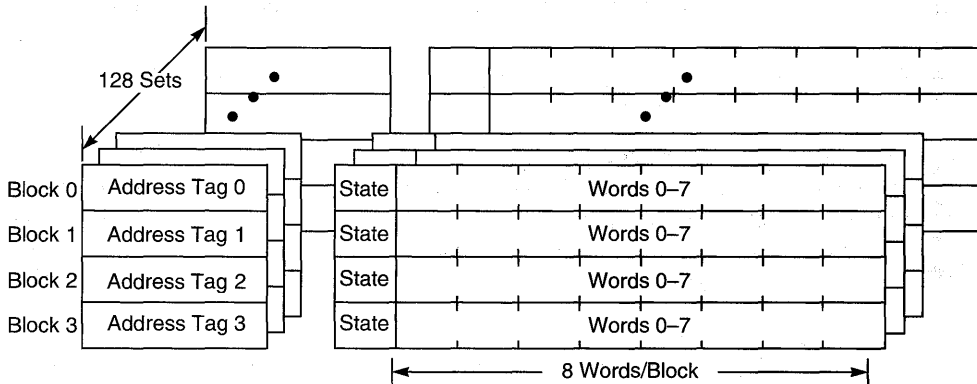 128 Sets
Block 0 Address Tag 0 State Words 0–7
Block 1 Address Tag 1 State Words 0–7
Block 2 Address Tag 2 State Words 0–7
Block 3 Address Tag 3 State Words 0–7
8 Words/Block